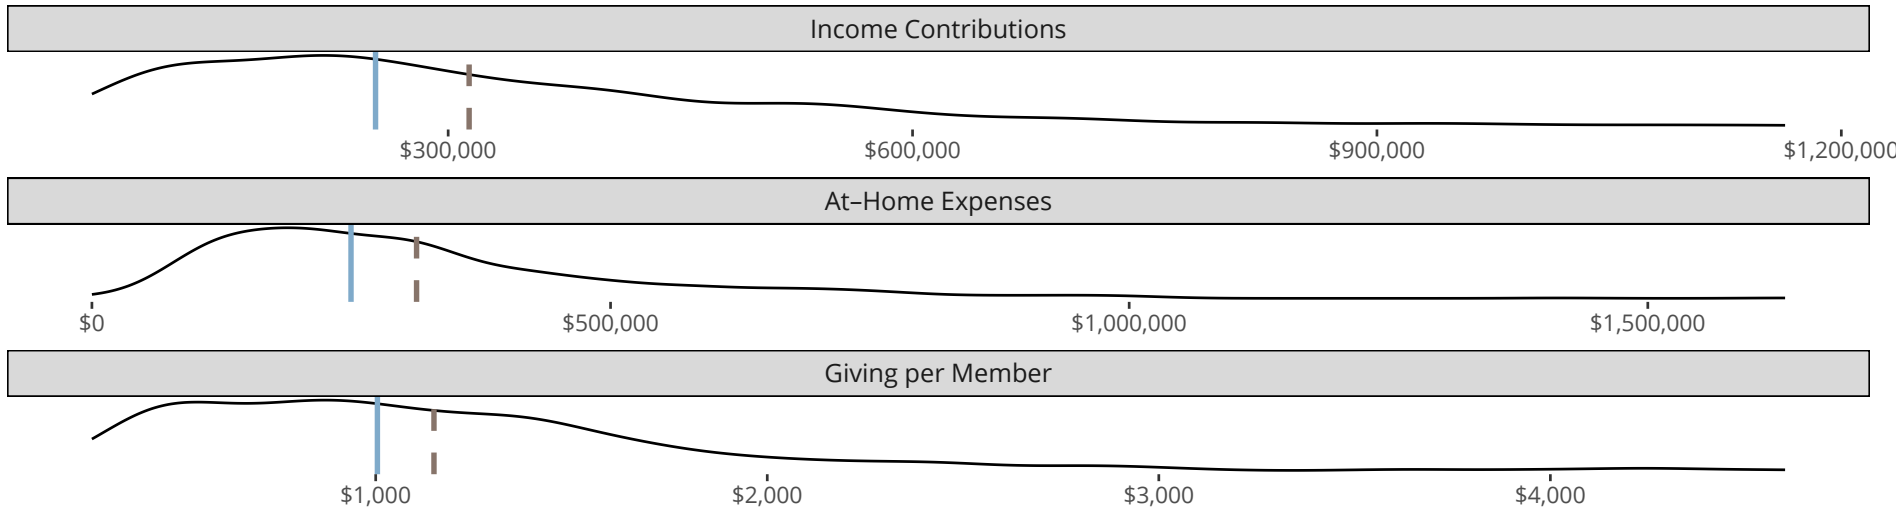 Income Contributions
$300,000 $600,000 $900,000 $1,200,000
At–Home Expenses
$0 $500,000 $1,000,000 $1,500,000
Giving per Member
$1,000 $2,000 $3,000 $4,000